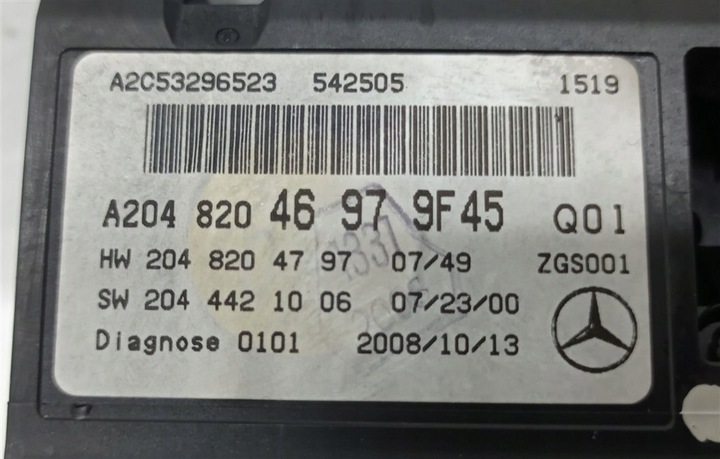 A2C53296523 542505 1519
A204 820 46 97 9F45 Q01
HW 204 820 47 97 07/49 ZGS001
SW 204 442 10 06 07/23/00
Diagnose 0101 2008/10/13